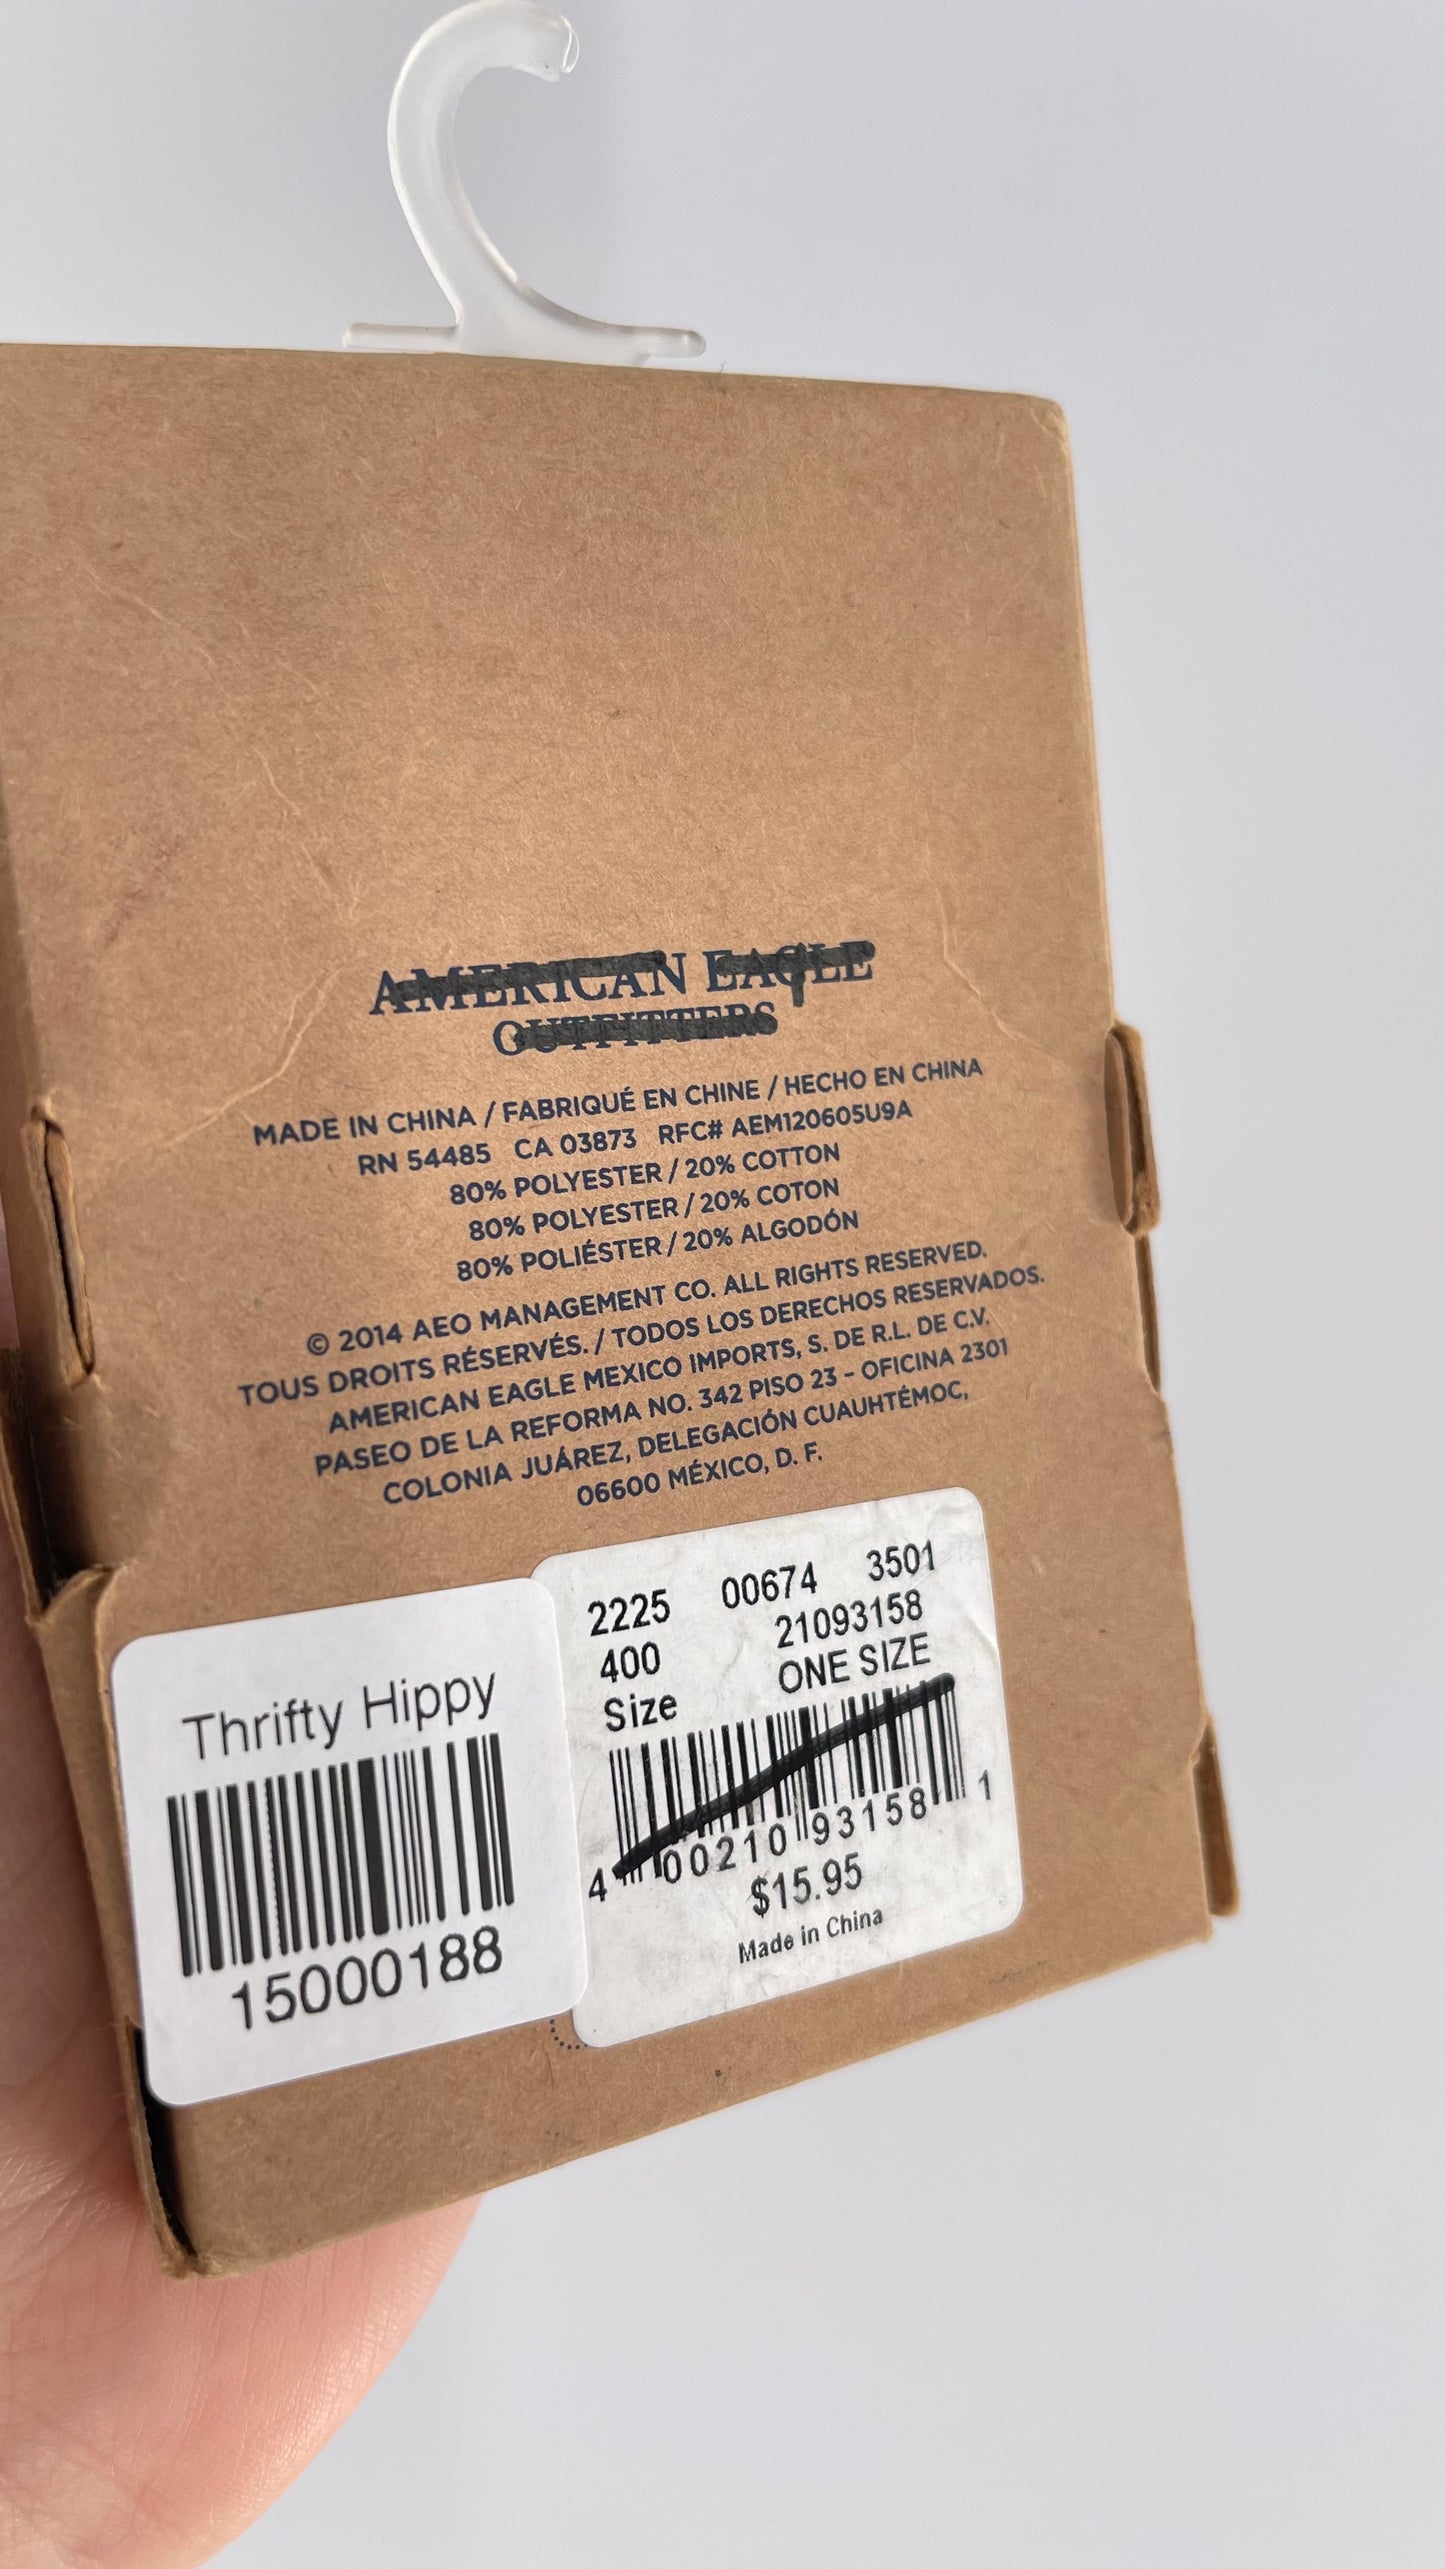 AMERICAN EAGLE
OUTFITTERS
MADE IN CHINA / FABRIQUÉ EN CHINE / HECHO EN CHINA
RN 54485 CA 03873 RFC# AEM120605U9A
80% POLYESTER / 20% COTTON
80% POLYESTER / 20% COTON
80% POLIÉSTER / 20% ALGODÓN
© 2014 AEO MANAGEMENT CO. ALL RIGHTS RESERVED.
TOUS DROITS RÉSERVÉS. / TODOS LOS DERECHOS RESERVADOS.
AMERICAN EAGLE MEXICO IMPORTS, S. DE R.L. DE C.V.
PASEO DE LA REFORMA NO. 342 PISO 23 - OFICINA 2301
COLONIA JUÁREZ, DELEGACIÓN CUAUHTÉMOC,
06600 MÉXICO, D. F.
2225 00674 3501
400 21093158
Size ONE SIZE
4 00210 93158 1
$15.95
Made in China
Thrifty Hippy
15000188